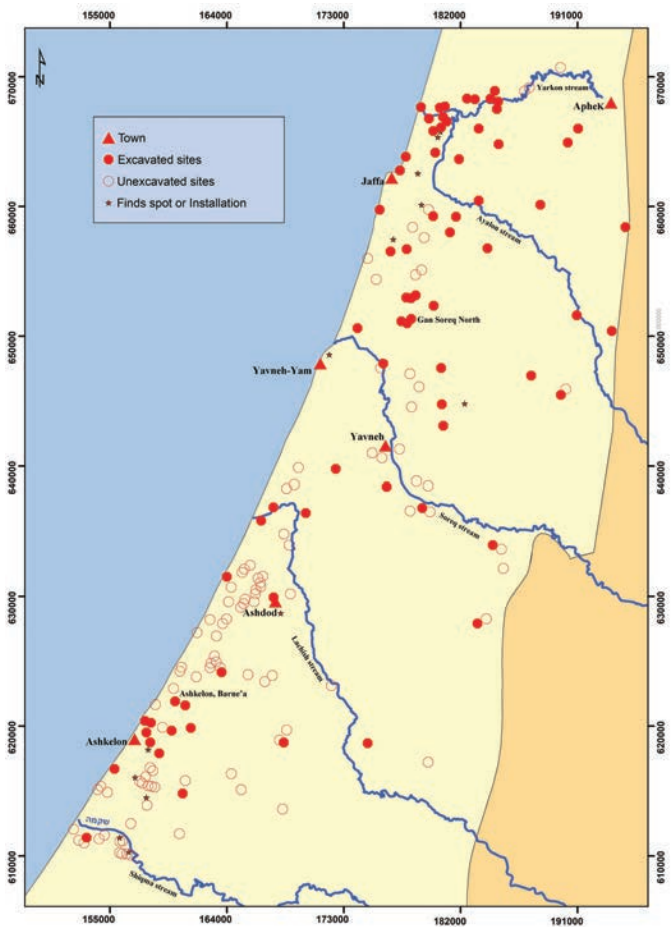 155000 164000 173000 182000 191000
670000
660000
650000
640000
630000
620000
610000
N
Town
Excavated sites
Unexcavated sites
Finds spot or Installation
Yarkon stream
ApheK
Jaffa
Ayalon stream
Gan Soreq North
Yavneh-Yam
Yavneh
Soreq stream
Ashdod
Lachish stream
Ashkelon, Barne'a
Ashkelon
שקמה
Shiqma stream
670000
660000
650000
640000
630000
620000
610000
155000 164000 173000 182000 191000